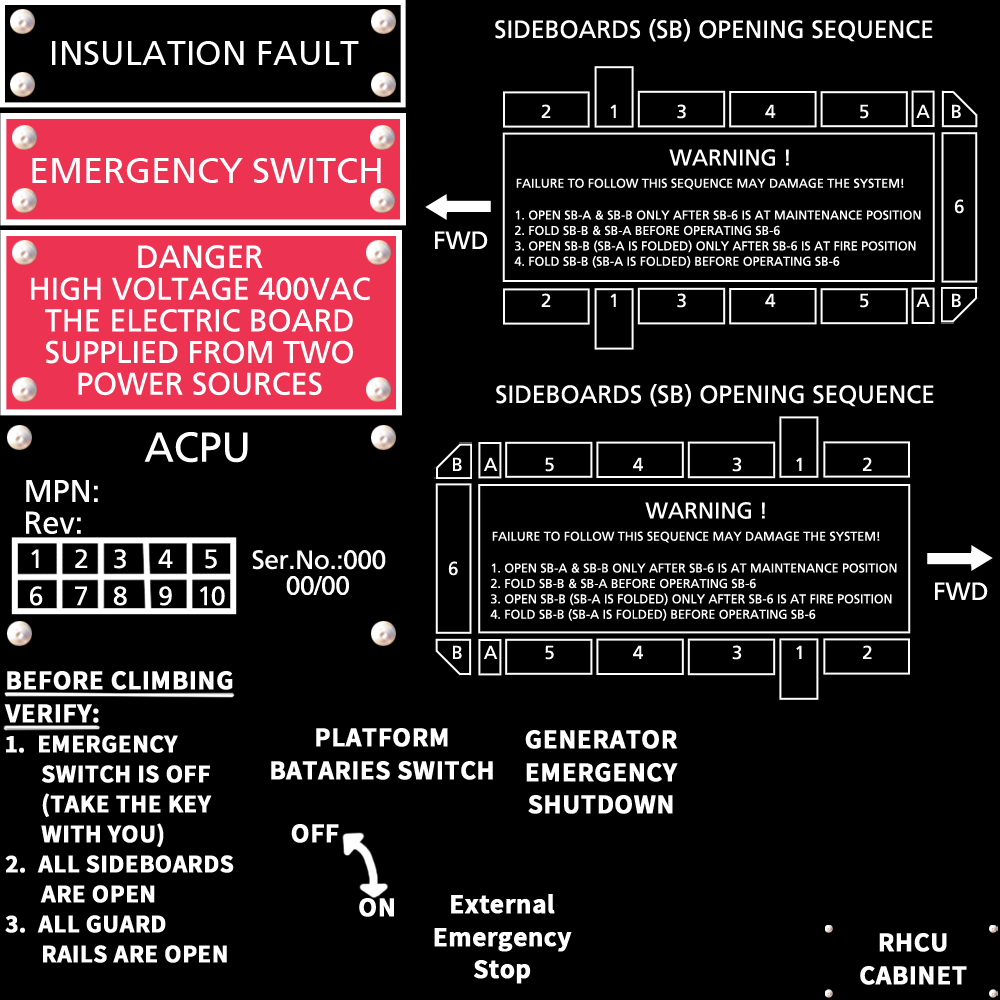 INSULATION FAULT
EMERGENCY SWITCH
DANGER
HIGH VOLTAGE 400VAC
THE ELECTRIC BOARD
SUPPLIED FROM TWO
POWER SOURCES
ACPU
MPN:
Rev:
1 2 3 4 5
6 7 8 9 10
Ser.No.:000
00/00
BEFORE CLIMBING
VERIFY:
1. EMERGENCY
SWITCH IS OFF
(TAKE THE KEY
WITH YOU)
2. ALL SIDEBOARDS
ARE OPEN
3. ALL GUARD
RAILS ARE OPEN
SIDEBOARDS (SB) OPENING SEQUENCE
2 1 3 4 5 A B
WARNING !
FAILURE TO FOLLOW THIS SEQUENCE MAY DAMAGE THE SYSTEM!
1. OPEN SB-A & SB-B ONLY AFTER SB-6 IS AT MAINTENANCE POSITION
2. FOLD SB-B & SB-A BEFORE OPERATING SB-6
3. OPEN SB-B (SB-A IS FOLDED) ONLY AFTER SB-6 IS AT FIRE POSITION
4. FOLD SB-B (SB-A IS FOLDED) BEFORE OPERATING SB-6
6
FWD
2 1 3 4 5 A B
SIDEBOARDS (SB) OPENING SEQUENCE
B A 5 4 3 1 2
6
WARNING !
FAILURE TO FOLLOW THIS SEQUENCE MAY DAMAGE THE SYSTEM!
1. OPEN SB-A & SB-B ONLY AFTER SB-6 IS AT MAINTENANCE POSITION
2. FOLD SB-B & SB-A BEFORE OPERATING SB-6
3. OPEN SB-B (SB-A IS FOLDED) ONLY AFTER SB-6 IS AT FIRE POSITION
4. FOLD SB-B (SB-A IS FOLDED) BEFORE OPERATING SB-6
FWD
B A 5 4 3 1 2
PLATFORM
BATARIES SWITCH
OFF
ON
GENERATOR
EMERGENCY
SHUTDOWN
External
Emergency
Stop
RHCU
CABINET